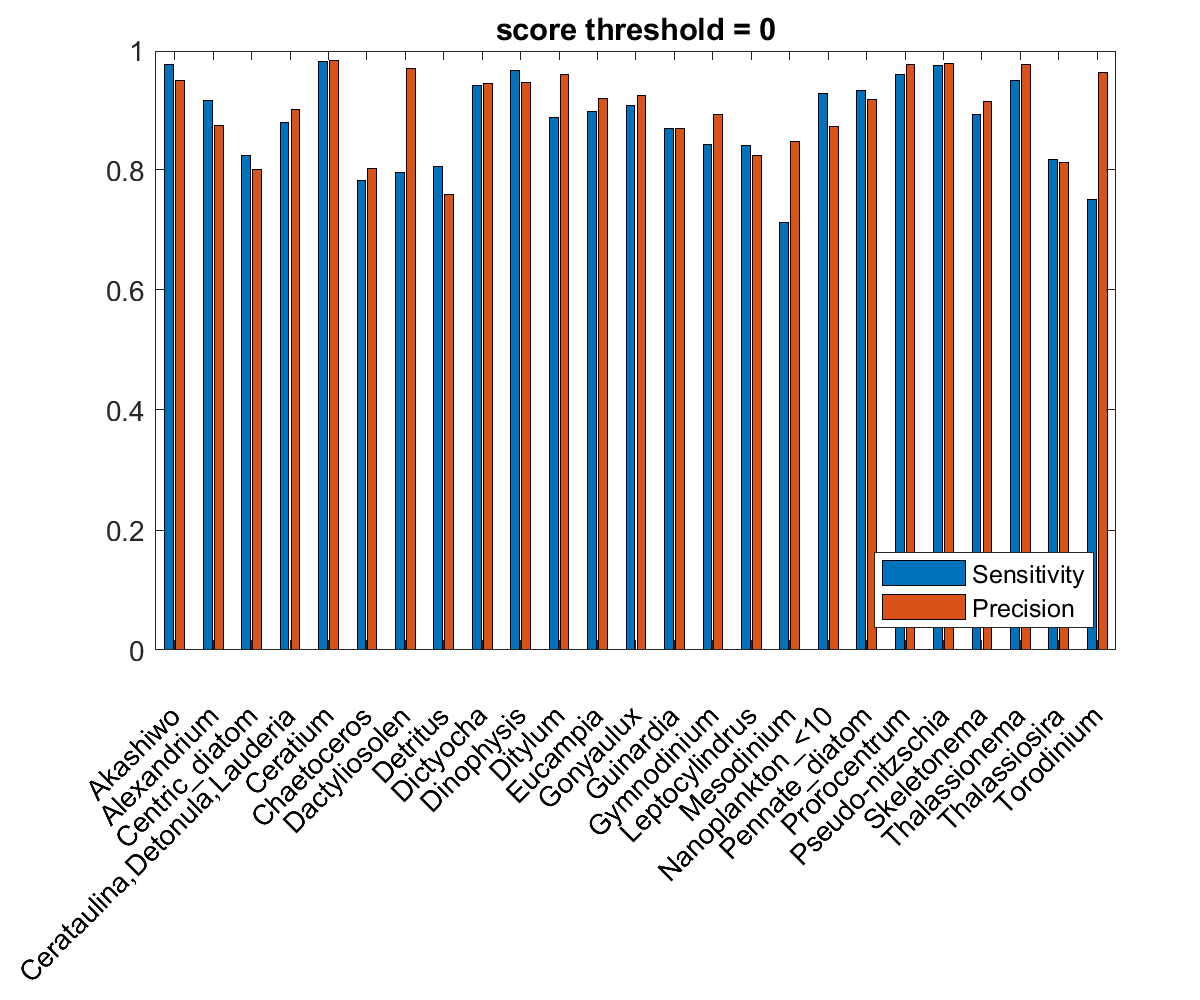 score threshold = 0
1
0.8
0.6
0.4
0.2
0
Sensitivity
Precision
Akashiwo
Alexandrium
Centric_diatom
Cerataulina,Detonula,Lauderia
Ceratium
Chaetoceros
Dactyliosolen
Detritus
Dictyocha
Dinophysis
Ditylum
Eucampia
Gonyaulux
Guinardia
Gymnodinium
Leptocylindrus
Mesodinium
Nanoplankton_<10
Pennate_diatom
Prorocentrum
Pseudo-nitzschia
Skeletonema
Thalassionema
Thalassiosira
Torodinium